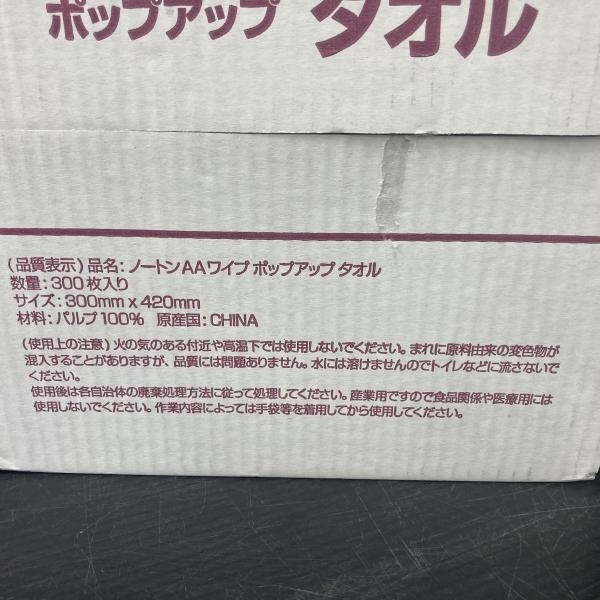 ポップアップ タオル
(品質表示) 品名: ノートンAAワイプ ポップアップ タオル
数量: 300枚入り
サイズ: 300mm x 420mm
材料: パルプ100% 原産国: CHINA
(使用上の注意) 火の気のある付近や高温下では使用しないでください。まれに原料由来の変色物が
混入することがありますが、品質には問題ありません。水には溶けませんのでトイレなどに流さないで
ください。
使用後は各自治体の廃棄処理方法に従って処理してください。産業用ですので食品関係や医療用には
使用しないでください。作業内容によっては手袋等を着用してから使用してください。